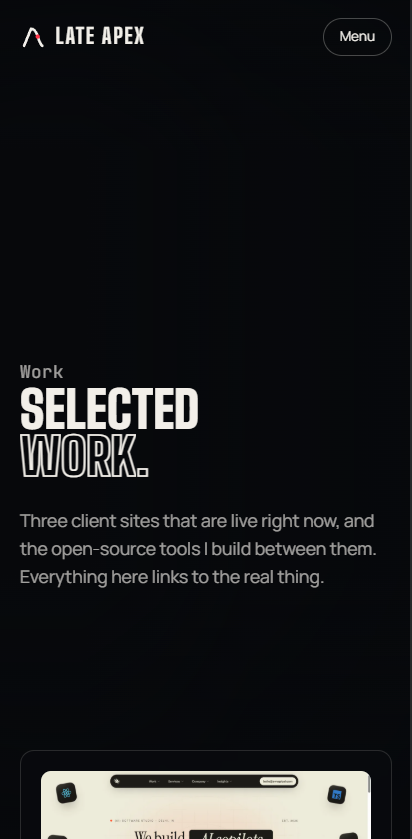 LATE APEX
Menu
Work
SELECTED
WORK.
Three client sites that are live right now, and
the open-source tools I build between them.
Everything here links to the real thing.
We build AI copilots